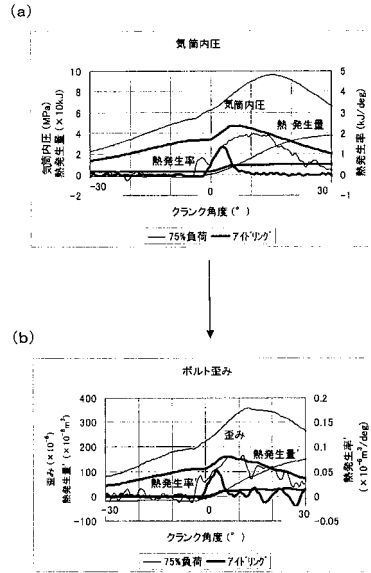 (a)
気筒内圧
気筒内圧 (MPa)
熱発生量 (×10kJ)
10
8
6
4
2
0
-2
気筒内圧
熱発生量
熱発生率
5
4
3
2
1
0
-1
熱発生率 (kJ/deg)
-30
0
30
クランク角度 (°)
75%負荷 アイドリング
(b)
ボルト歪み
歪み (×10⁻⁶)
熱発生量' (×10⁻⁸m³)
400
300
200
100
0
-100
歪み
熱発生量'
熱発生率'
0.2
0.15
0.1
0.05
0
-0.05
熱発生率' (×10⁻⁶m³/deg)
-30
-20
-10
0
10
20
30
クランク角度 (°)
75%負荷 アイドリング